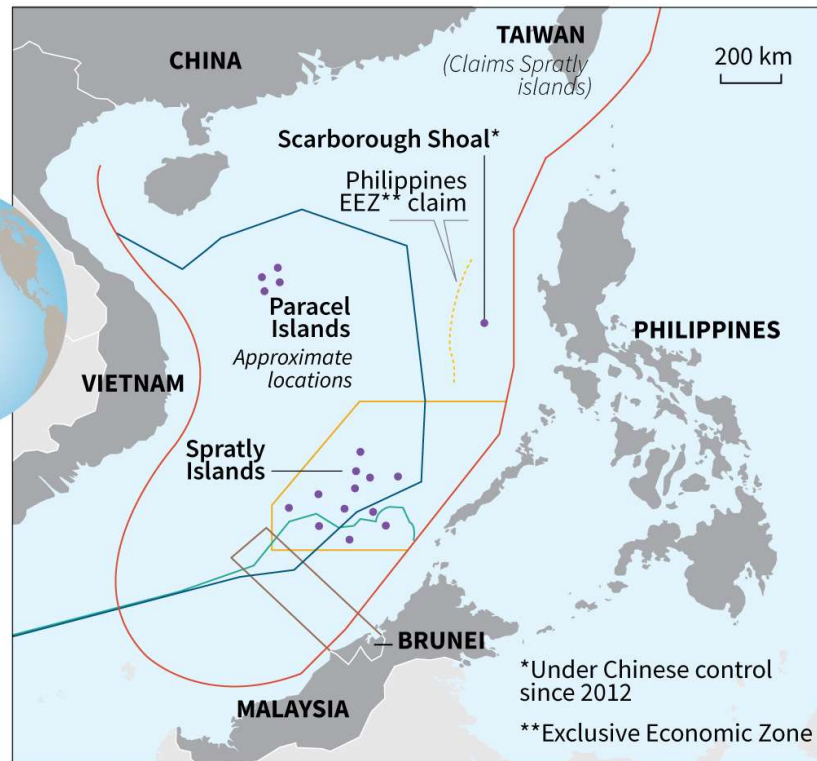 TAIWAN
(Claims Spratly
islands)
CHINA
200 km
Scarborough Shoal*
Philippines
EEZ** claim
Paracel
Islands
Approximate
locations
PHILIPPINES
VIETNAM
Spratly
Islands
BRUNEI
MALAYSIA
*Under Chinese control
since 2012
**Exclusive Economic Zone